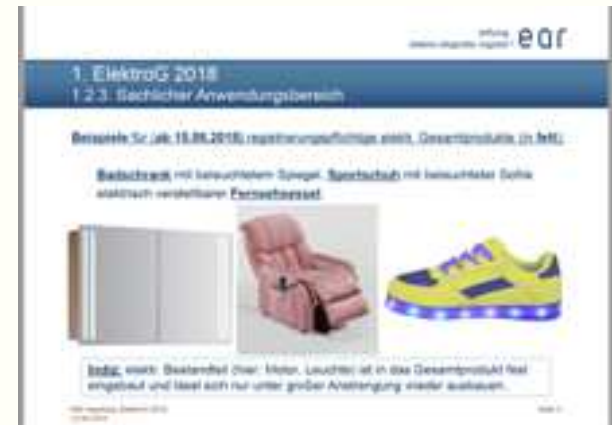 stiftung
ear
1. ElektroG 2018
1.2.3. Sachlicher Anwendungsbereich
Beispiele für (ab 15.08.2018) registrierungspflichtige elektr. Gesamtprodukte (in fett):
Badschrank mit beleuchtetem Spiegel, Sportschuh mit beleuchteter Sohle
elektrisch verstellbarer Fernsehsessel
Indiz: elektr. Bestandteil (hier: Motor, Leuchte) ist in das Gesamtprodukt fest
eingebaut und lässt sich nur unter großer Anstrengung wieder ausbauen.